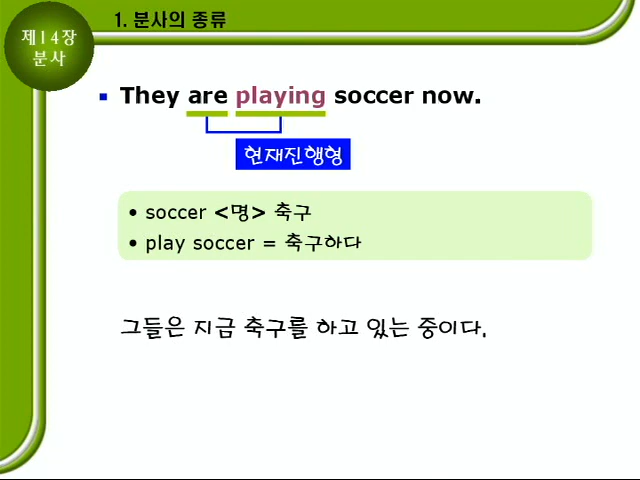 제14장
분사
1. 분사의 종류
▪ They are playing soccer now.
현재진행형
• soccer <명> 축구
• play soccer = 축구하다
그들은 지금 축구를 하고 있는 중이다.